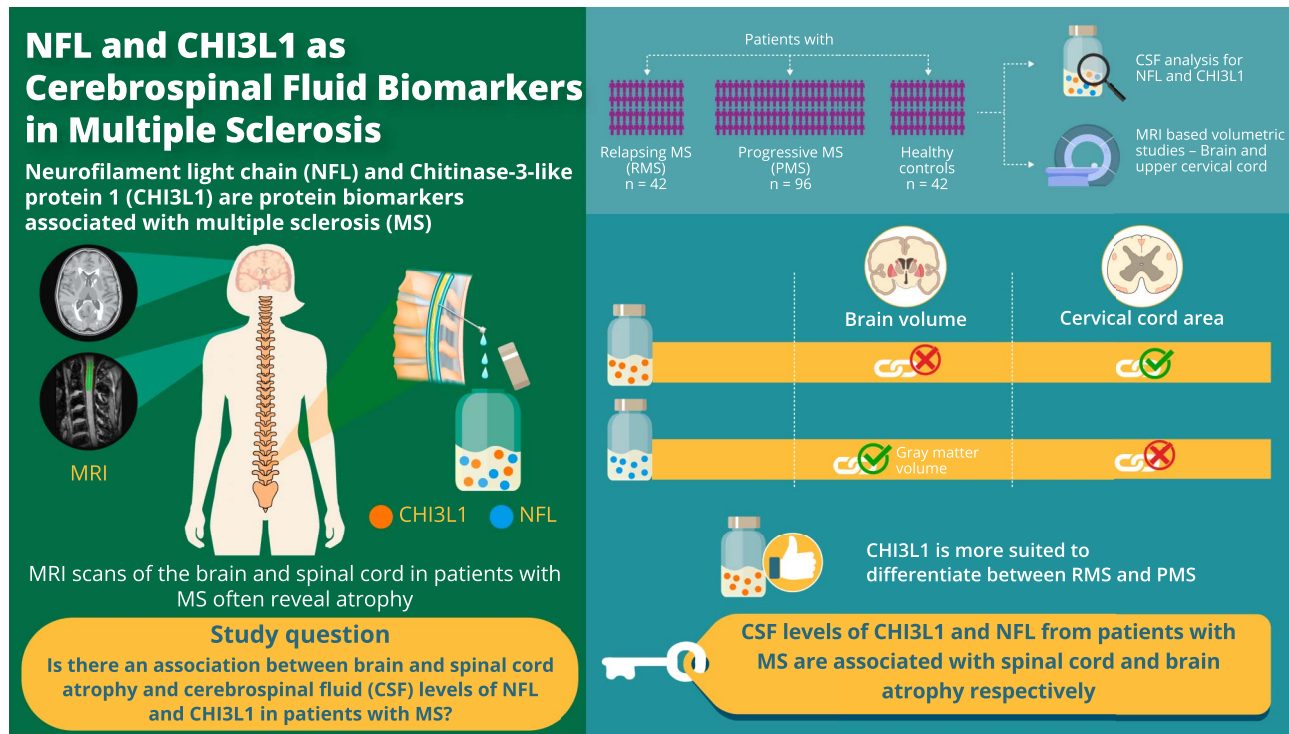 NFL and CHI3L1 as
Cerebrospinal Fluid Biomarkers
in Multiple Sclerosis
Neurofilament light chain (NFL) and Chitinase-3-like
protein 1 (CHI3L1) are protein biomarkers
associated with multiple sclerosis (MS)
MRI
CHI3L1
NFL
MRI scans of the brain and spinal cord in patients with
MS often reveal atrophy
Study question
Is there an association between brain and spinal cord
atrophy and cerebrospinal fluid (CSF) levels of NFL
and CHI3L1 in patients with MS?
Patients with
Relapsing MS
(RMS)
n = 42
Progressive MS
(PMS)
n = 96
Healthy
controls
n = 42
CSF analysis for
NFL and CHI3L1
MRI based volumetric
studies – Brain and
upper cervical cord
Brain volume
Cervical cord area
Gray matter
volume
CHI3L1 is more suited to
differentiate between RMS and PMS
CSF levels of CHI3L1 and NFL from patients with
MS are associated with spinal cord and brain
atrophy respectively